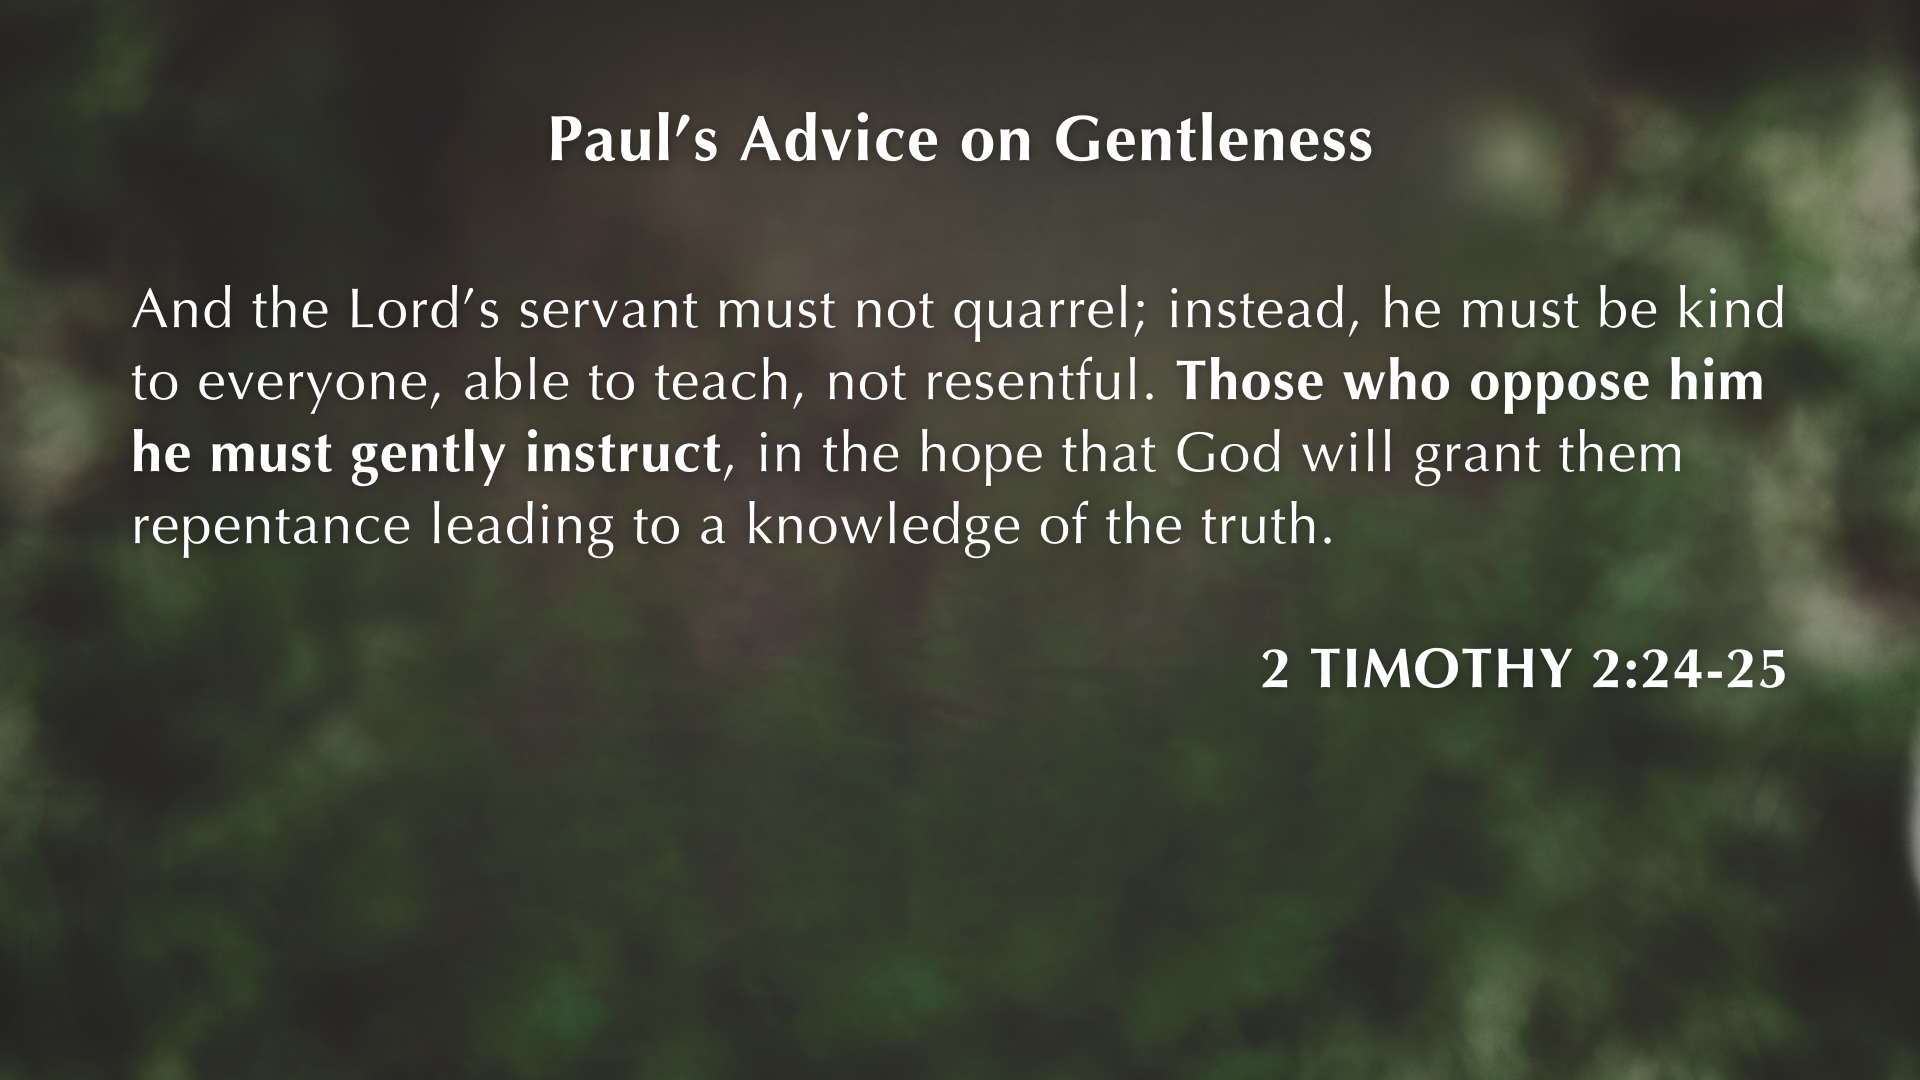 Paul’s Advice on Gentleness
And the Lord’s servant must not quarrel; instead, he must be kind
to everyone, able to teach, not resentful. Those who oppose him
he must gently instruct, in the hope that God will grant them
repentance leading to a knowledge of the truth.
2 TIMOTHY 2:24-25